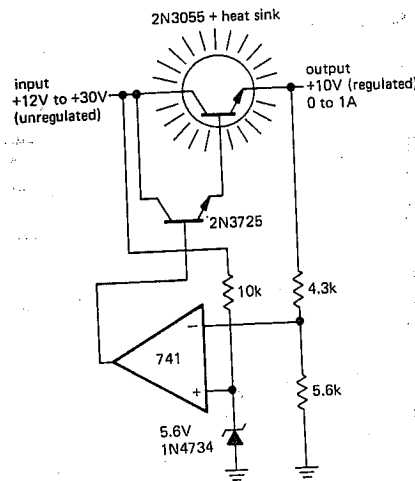 2N3055 + heat sink
input
+12V to +30V
(unregulated)
output
+10V (regulated)
0 to 1A
2N3725
10k
4.3k
−
741
+
5.6k
5.6V
1N4734